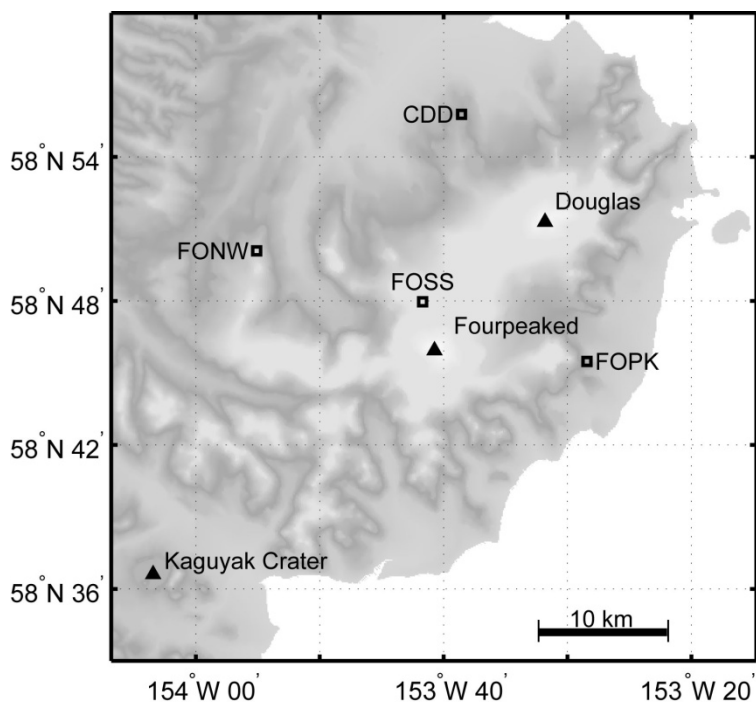 CDD
58°N 54'
Douglas
FONW
FOSS
58°N 48'
Fourpeaked
FOPK
58°N 42'
Kaguyak Crater
58°N 36'
10 km
154°W 00'
153°W 40'
153°W 20'